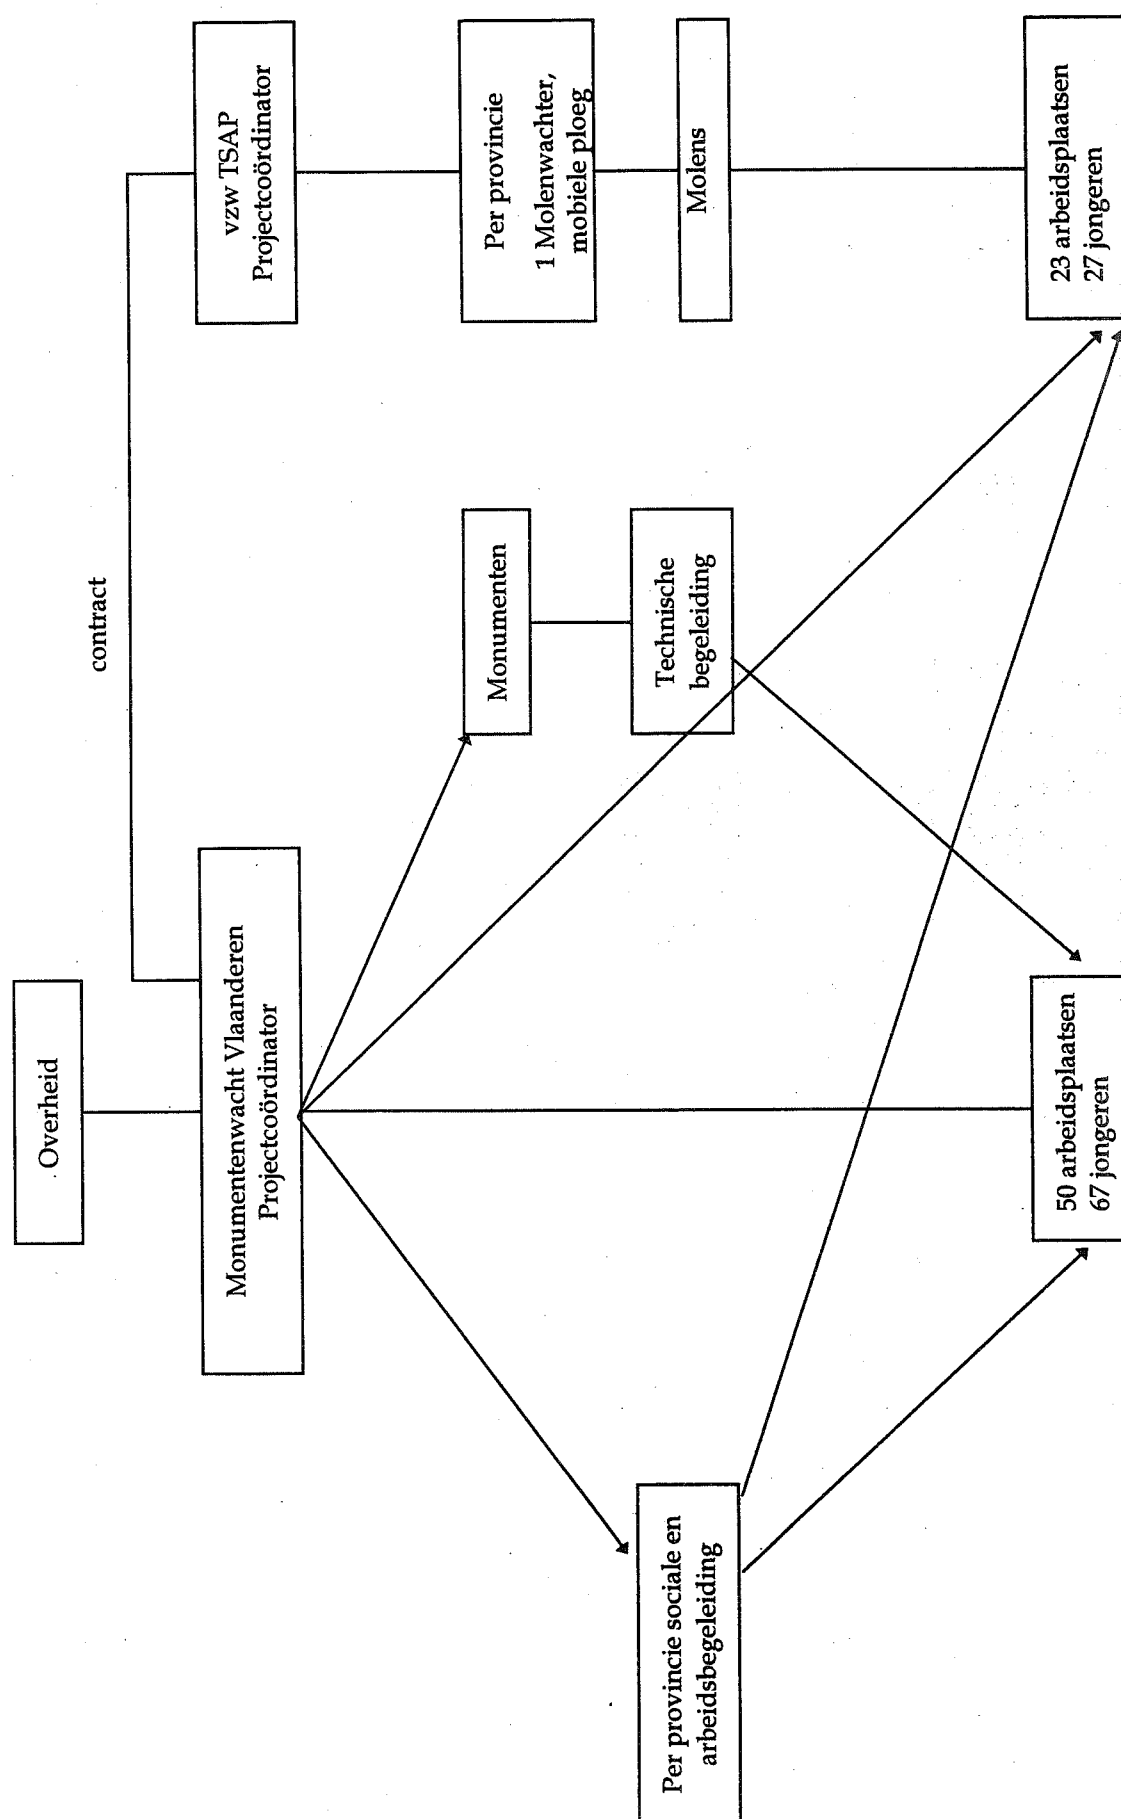 Overheid
contract
Monumentenwacht Vlaanderen
Projectcoördinator
vzw TSAP
Projectcoördinator
Monumenten
Per provincie
1 Molenwachter,
mobiele ploeg
Per provincie sociale en
arbeidsbegeleiding
Technische
begeleiding
Molens
50 arbeidsplaatsen
67 jongeren
23 arbeidsplaatsen
27 jongeren